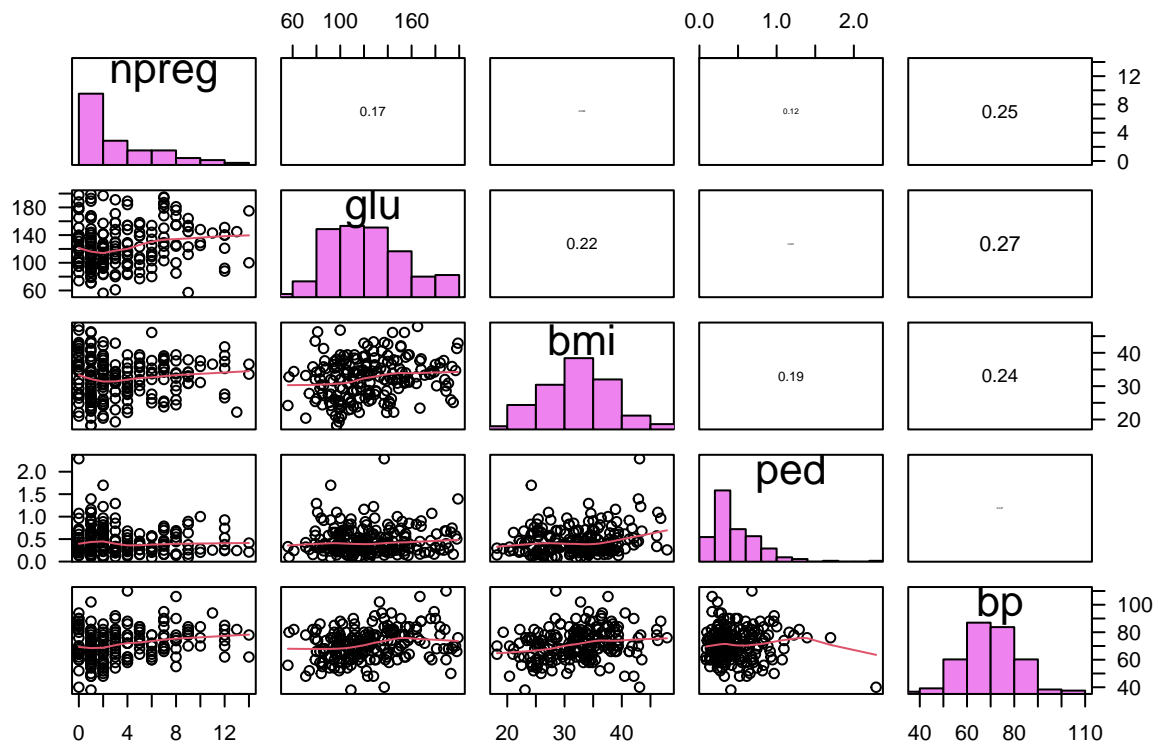 60 100 160 0.0 1.0 2.0
npreg 0.17 0.12 0.25 0 4 8 12
60 100 140 180 glu 0.22 0.27
bmi 0.19 0.24 20 30 40
0.0 0.5 1.0 1.5 2.0 ped
bp 40 60 80 100
0 4 8 12 20 30 40 40 60 80 110